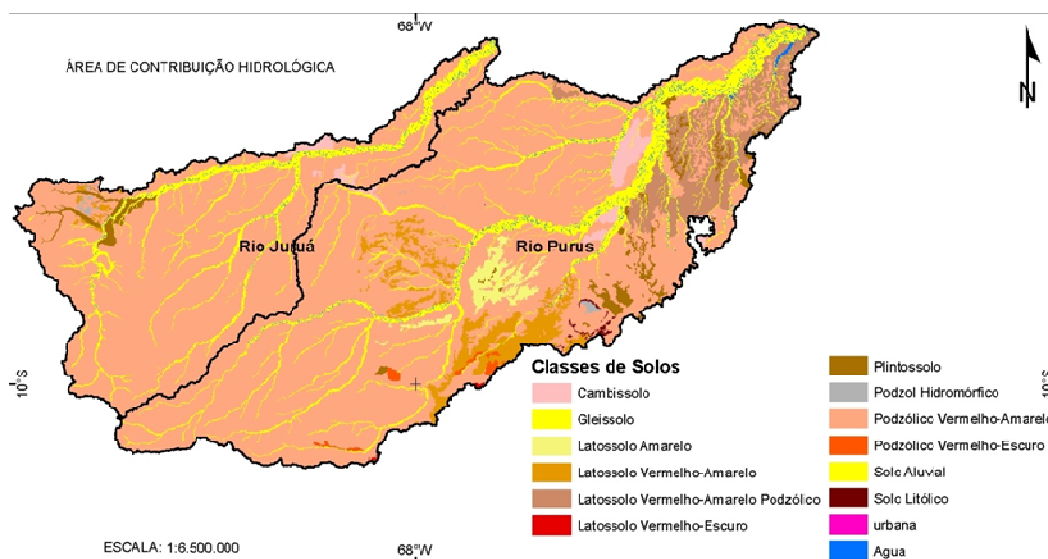 68°W
ÁREA DE CONTRIBUIÇÃO HIDROLÓGICA
N
Rio Juruá
Rio Purus
10°S
10°S
Classes de Solos
Cambissolo
Gleissolo
Latossolo Amarelo
Latossolo Vermelho-Amarelo
Latossolo Vermelho-Amarelo Podzólico
Latossolo Vermelho-Escuro
Plintossolo
Podzol Hidromórfico
Podzólico Vermelho-Amarelo
Podzólico Vermelho-Escuro
Solo Aluvial
Solo Litólico
urbana
Agua
ESCALA: 1:6.500.000
68°W